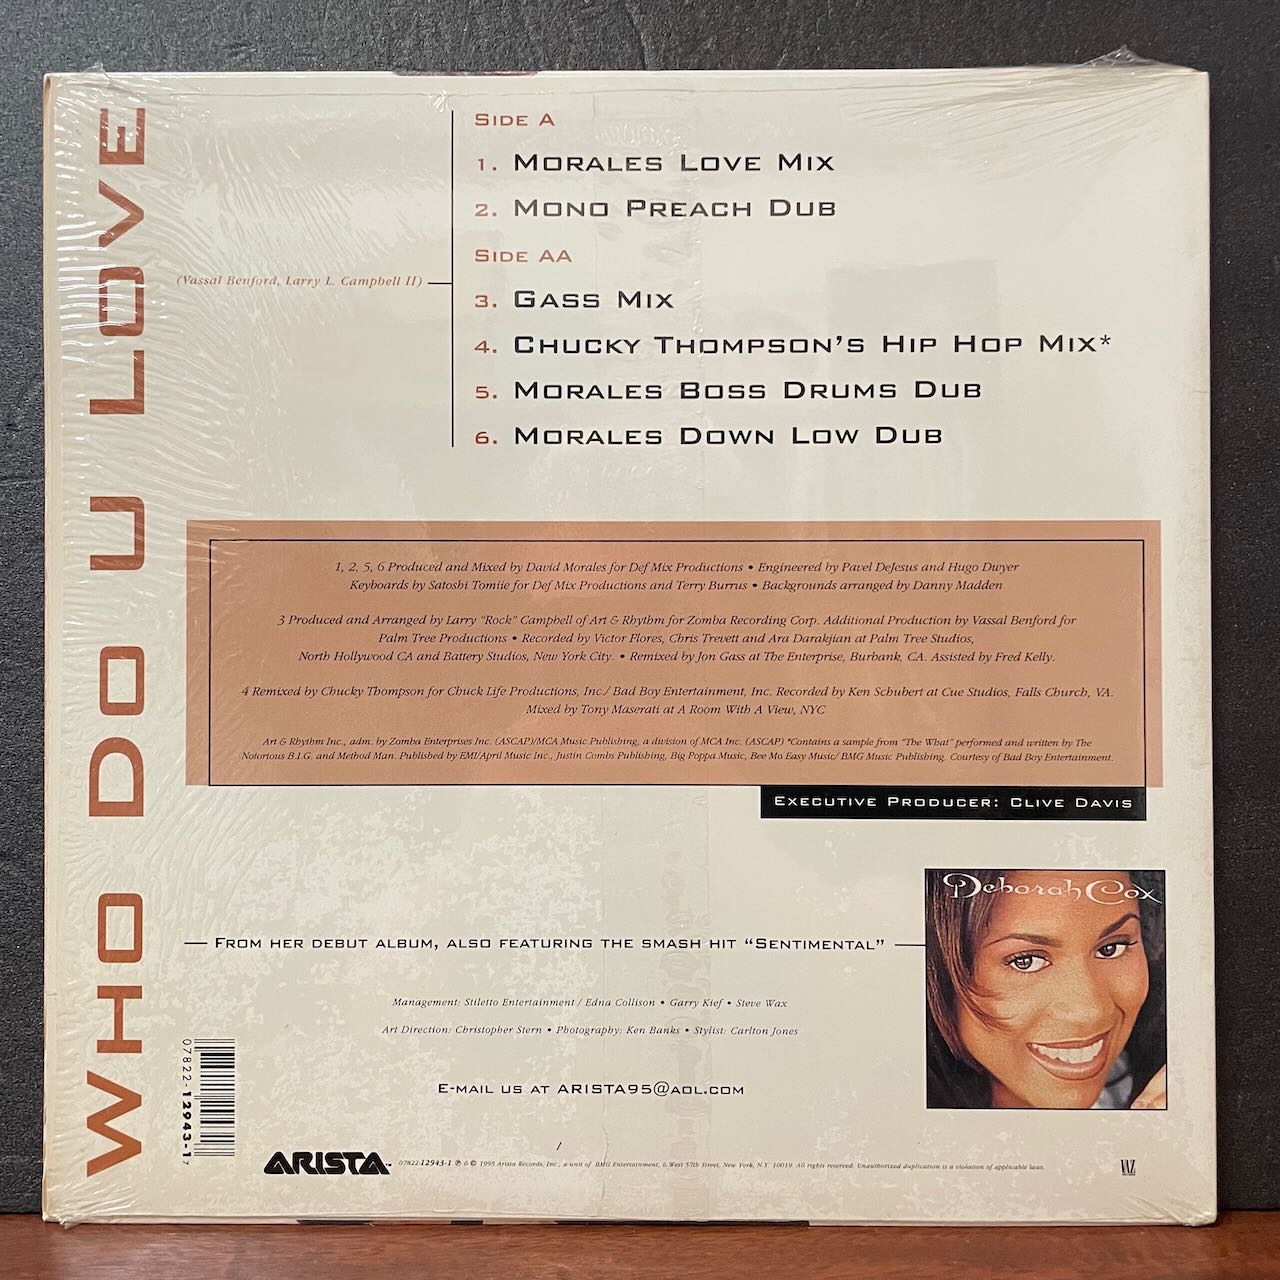 WHO DO U LOVE
SIDE A
1. MORALES LOVE MIX
2. MONO PREACH DUB
SIDE AA
(Vassal Benford, Larry L. Campbell II)
3. GASS MIX
4. CHUCKY THOMPSON'S HIP HOP MIX*
5. MORALES BOSS DRUMS DUB
6. MORALES DOWN LOW DUB
1, 2, 5, 6 Produced and Mixed by David Morales for Def Mix Productions • Engineered by Pavel DeJesus and Hugo Dwyer
Keyboards by Satoshi Tomiie for Def Mix Productions and Terry Burrus • Backgrounds arranged by Danny Madden
3 Produced and Arranged by Larry "Rock" Campbell of Art & Rhythm for Zomba Recording Corp. Additional Production by Vassal Benford for
Palm Tree Productions • Recorded by Victor Flores, Chris Trevett and Ara Darakjian at Palm Tree Studios,
North Hollywood CA and Battery Studios, New York City. • Remixed by Jon Gass at The Enterprise, Burbank, CA. Assisted by Fred Kelly.
4 Remixed by Chucky Thompson for Chuck Life Productions, Inc./ Bad Boy Entertainment, Inc. Recorded by Ken Schubert at Cue Studios, Falls Church, VA.
Mixed by Tony Maserati at A Room With A View, NYC
Art & Rhythm Inc., adm. by Zomba Enterprises Inc. (ASCAP)/MCA Music Publishing, a division of MCA Inc. (ASCAP) *Contains a sample from "The What" performed and written by The
Notorious B.I.G. and Method Man. Published by EMI/April Music Inc., Justin Combs Publishing, Big Poppa Music, Bee Mo Easy Music/ BMG Music Publishing. Courtesy of Bad Boy Entertainment.
EXECUTIVE PRODUCER: CLIVE DAVIS
Deborah Cox
FROM HER DEBUT ALBUM, ALSO FEATURING THE SMASH HIT "SENTIMENTAL"
Management: Stiletto Entertainment / Edna Collison • Garry Kief • Steve Wax
Art Direction: Christopher Stern • Photography: Ken Banks • Stylist: Carlton Jones
E-MAIL US AT ARISTA95@AOL.COM
07822-12943-1 7
ARISTA™ 07822-12943-1 ℗ & © 1995 Arista Records, Inc., a unit of BMG Entertainment, 6 West 57th Street, New York, N.Y. 10019. All rights reserved. Unauthorized duplication is a violation of applicable laws.